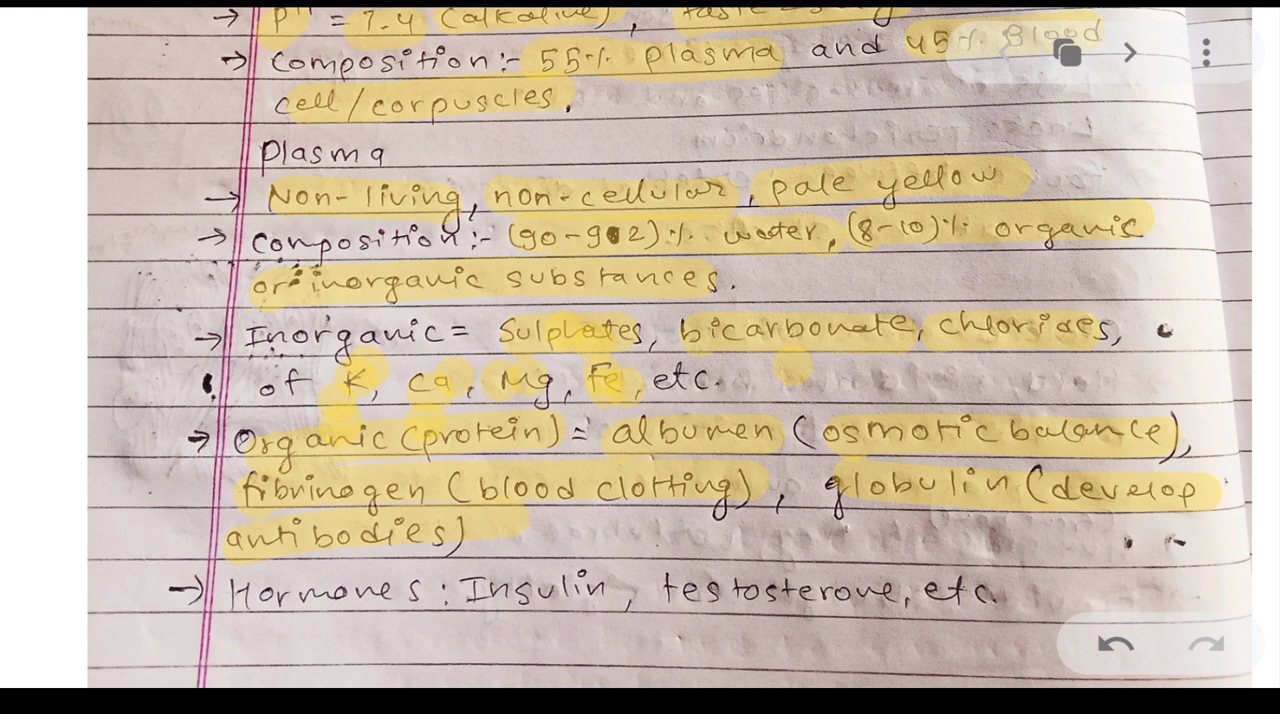 → pH = 7.4 (alkaline),
→ composition:- 55% plasma and 45% Blood
cell/corpuscles.
Plasma
→ Non-living, non-cellular, pale yellow
→ composition:- (90-92)% water, (8-10)% organic
or inorganic substances.
→ Inorganic = Sulphates, bicarbonate, chlorides,
of K, Ca, Mg, Fe, etc.
→ Organic (protein) = albumen (osmotic balance),
fibrinogen (blood clotting), globulin (develop
antibodies)
→ Hormones: Insulin, testosterone, etc.